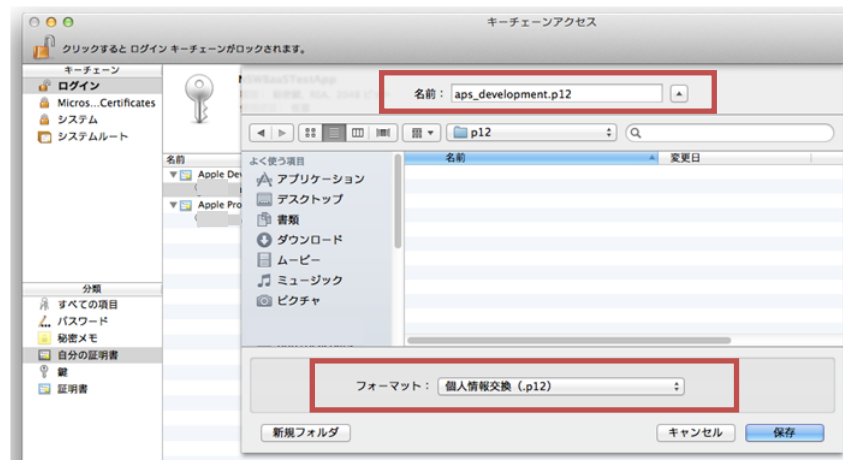 キーチェーンアクセス
クリックすると ログイン キーチェーンがロックされます。
キーチェーン
ログイン
Micros...Certificates
システム
システムルート
名前： aps_development.p12
p12
名前
Apple De
Apple Pro
よく使う項目
アプリケーション
デスクトップ
書類
ダウンロード
ムービー
ミュージック
ピクチャ
名前
変更日
分類
すべての項目
パスワード
秘密メモ
自分の証明書
鍵
証明書
フォーマット： 個人情報交換（.p12）
新規フォルダ
キャンセル
保存